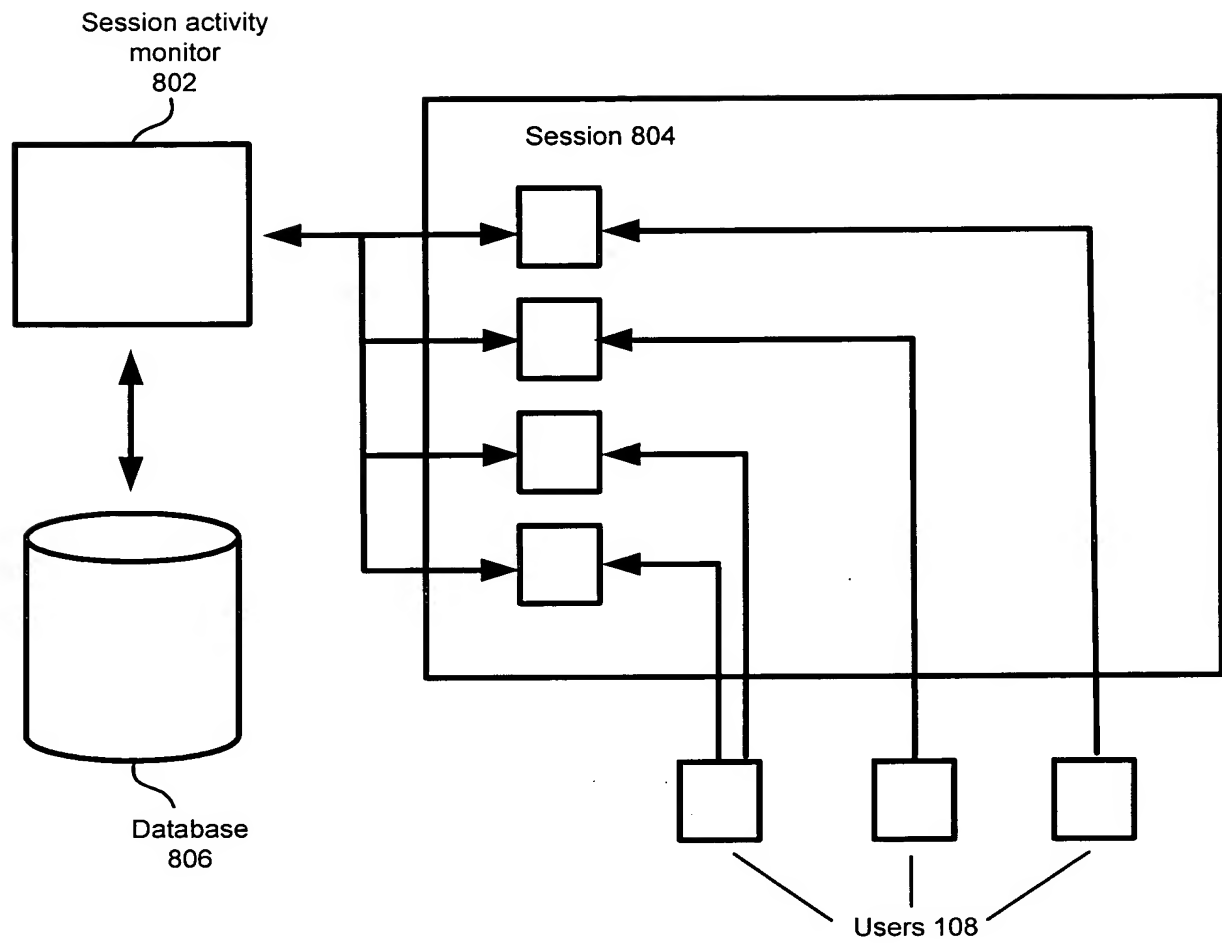 Session activity
monitor
802
Session 804
Database
806
Users 108